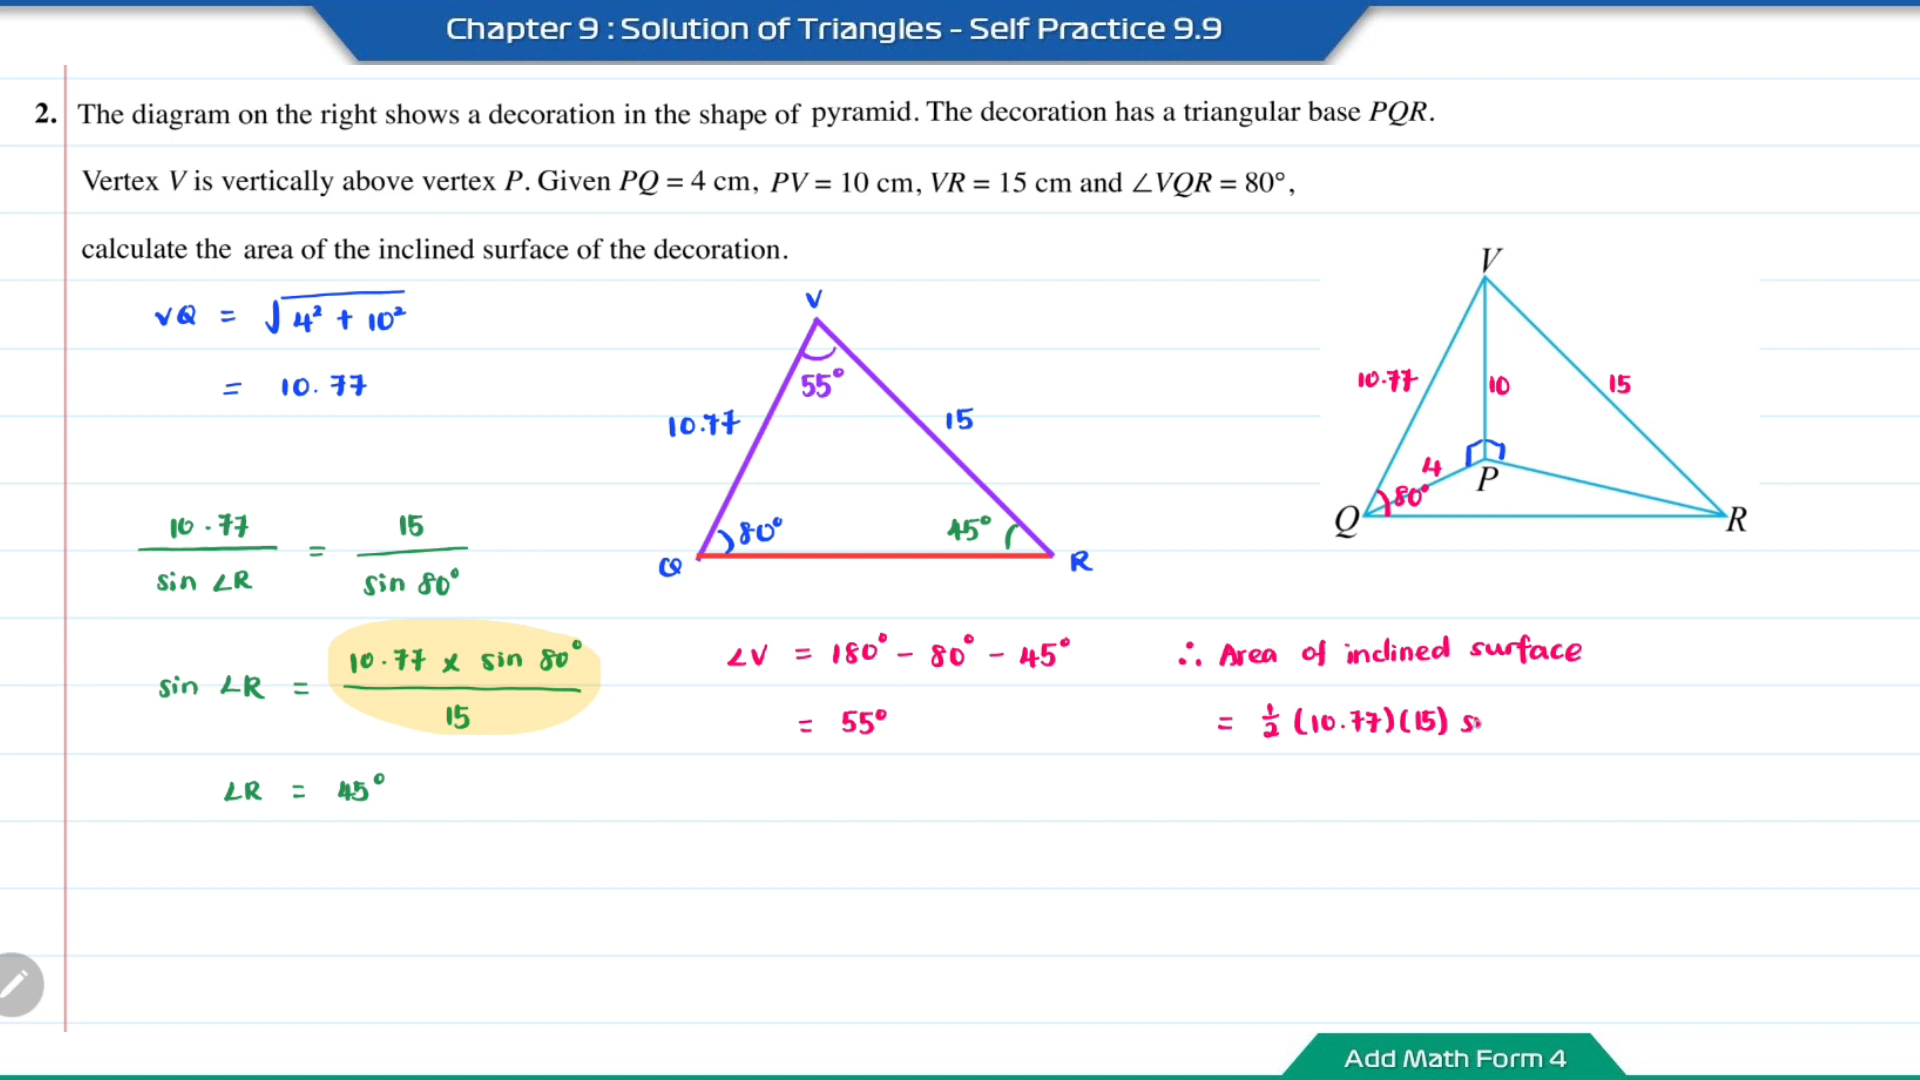 Chapter 9 : Solution of Triangles - Self Practice 9.9
2. The diagram on the right shows a decoration in the shape of pyramid. The decoration has a triangular base PQR.
Vertex V is vertically above vertex P. Given PQ = 4 cm, PV = 10 cm, VR = 15 cm and ∠VQR = 80°,
calculate the area of the inclined surface of the decoration.
VQ = √(4² + 10²)
= 10.77
10.77 / sin ∠R = 15 / sin 80°
sin ∠R = 10.77 x sin 80° / 15
∠R = 45°
V
55°
10.77
15
80°
45°
Q
R
∠V = 180° - 80° - 45°
= 55°
V
10.77
10
15
4
P
80°
Q
R
∴ Area of inclined surface
= ½ (10.77)(15) s
Add Math Form 4